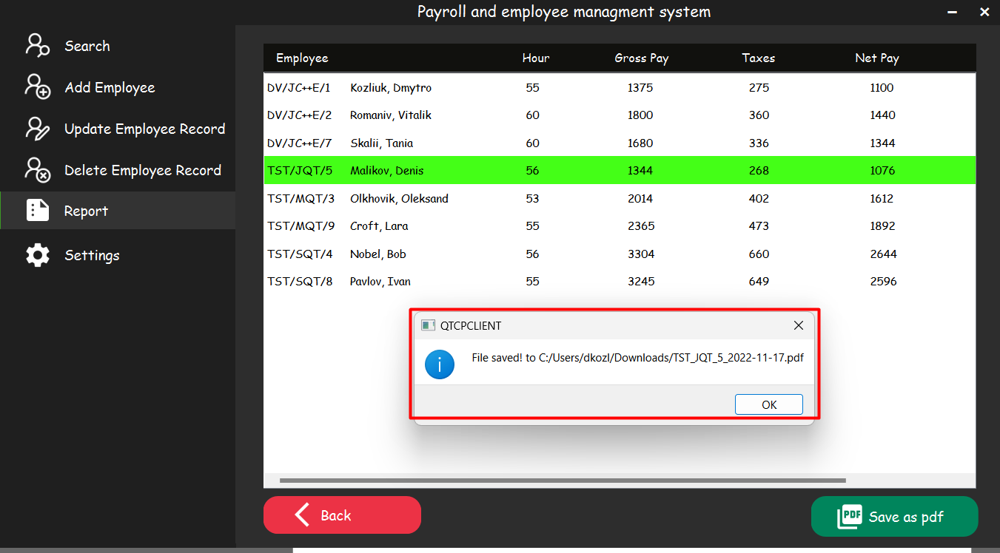 Payroll and employee managment system
Search
Add Employee
Update Employee Record
Delete Employee Record
Report
Settings
Employee Hour Gross Pay Taxes Net Pay
DV/JC++E/1 Kozliuk, Dmytro 55 1375 275 1100
DV/JC++E/2 Romaniv, Vitalik 60 1800 360 1440
DV/JC++E/7 Skalii, Tania 60 1680 336 1344
TST/JQT/5 Malikov, Denis 56 1344 268 1076
TST/MQT/3 Olkhovik, Oleksand 53 2014 402 1612
TST/MQT/9 Croft, Lara 55 2365 473 1892
TST/SQT/4 Nobel, Bob 56 3304 660 2644
TST/SQT/8 Pavlov, Ivan 55 3245 649 2596
QTCPCLIENT
i
File saved! to C:/Users/dkozl/Downloads/TST_JQT_5_2022-11-17.pdf
OK
Back
PDF Save as pdf